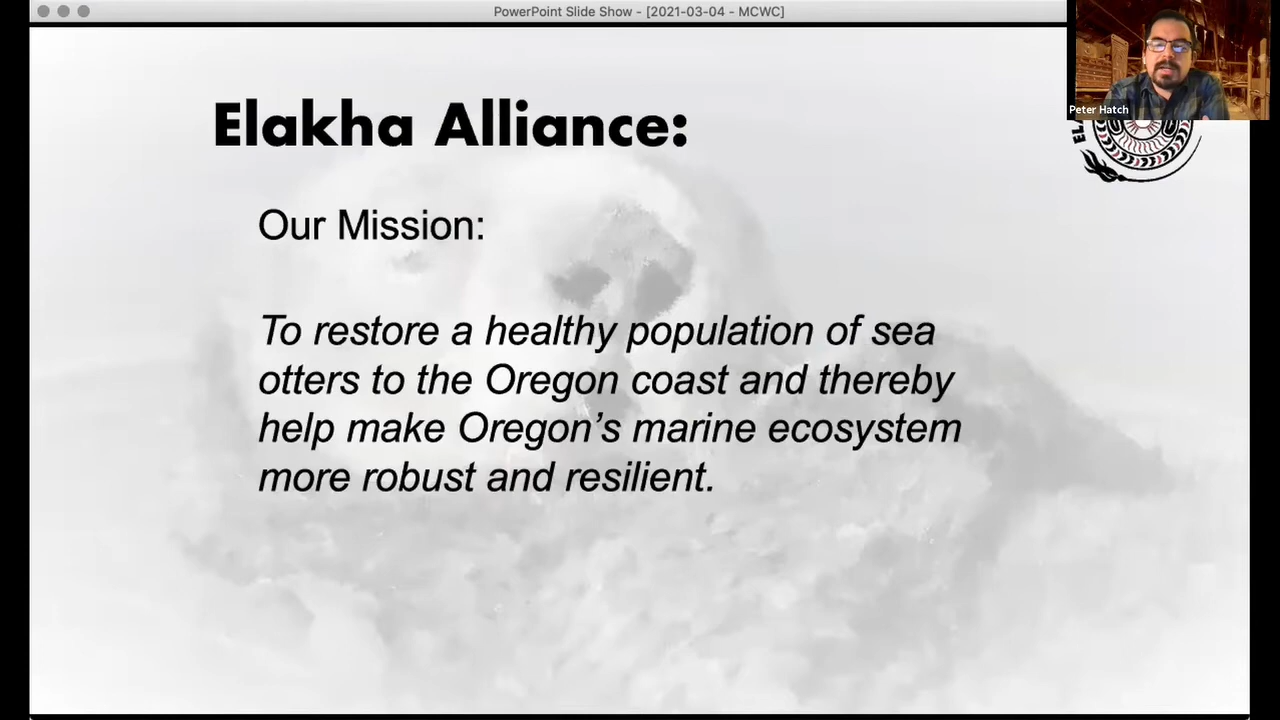 PowerPoint Slide Show - [2021-03-04 - MCWC]
Peter Hatch
EL
Elakha Alliance:
Our Mission:
To restore a healthy population of sea
otters to the Oregon coast and thereby
help make Oregon's marine ecosystem
more robust and resilient.